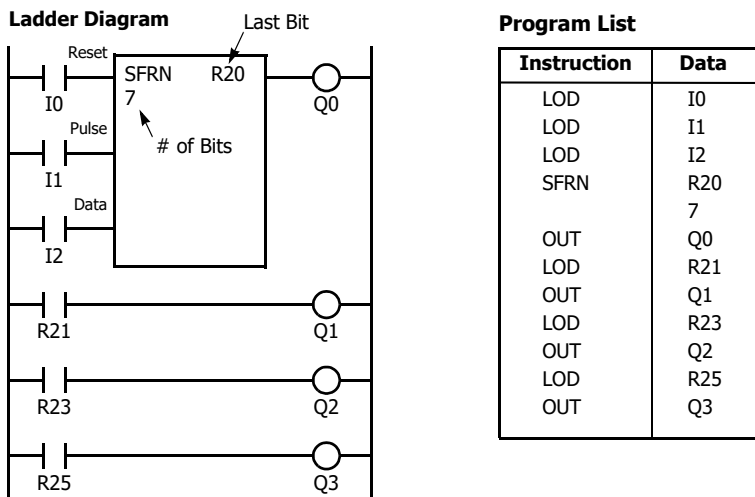 Ladder Diagram
Last Bit
Reset
SFRN R20
7
I0
Q0
Pulse
# of Bits
I1
Data
I2
R21
Q1
R23
Q2
R25
Q3
Program List
Instruction Data
LOD I0
LOD I1
LOD I2
SFRN R20
7
OUT Q0
LOD R21
OUT Q1
LOD R23
OUT Q2
LOD R25
OUT Q3